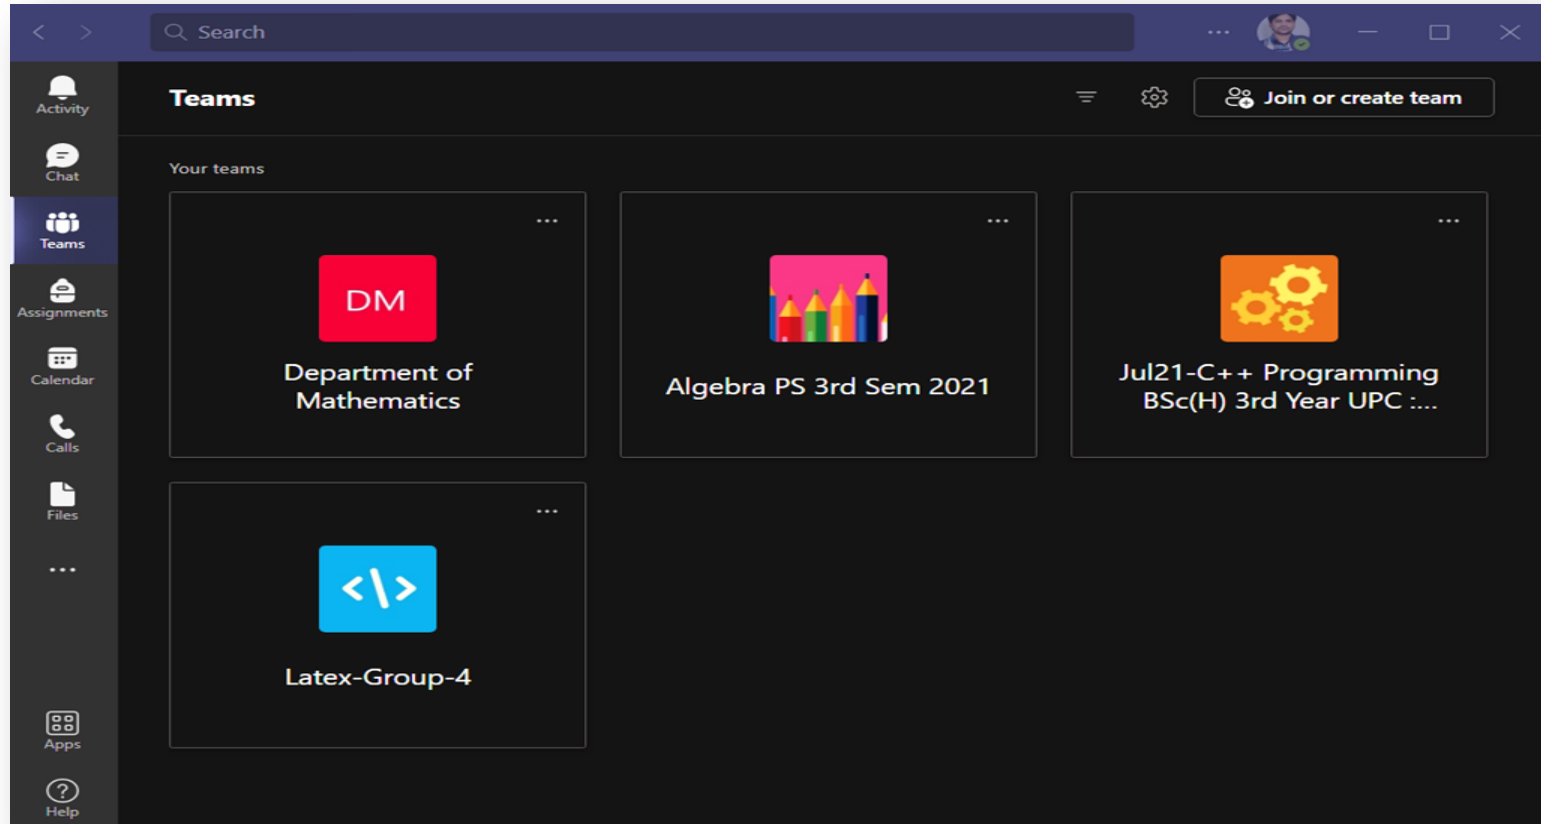 Search
Activity
Chat
Teams
Assignments
Calendar
Calls
Files
Apps
Help
Teams
Join or create team
Your teams
DM
Department of
Mathematics
Algebra PS 3rd Sem 2021
Jul21-C++ Programming
BSc(H) 3rd Year UPC :...
</>
Latex-Group-4